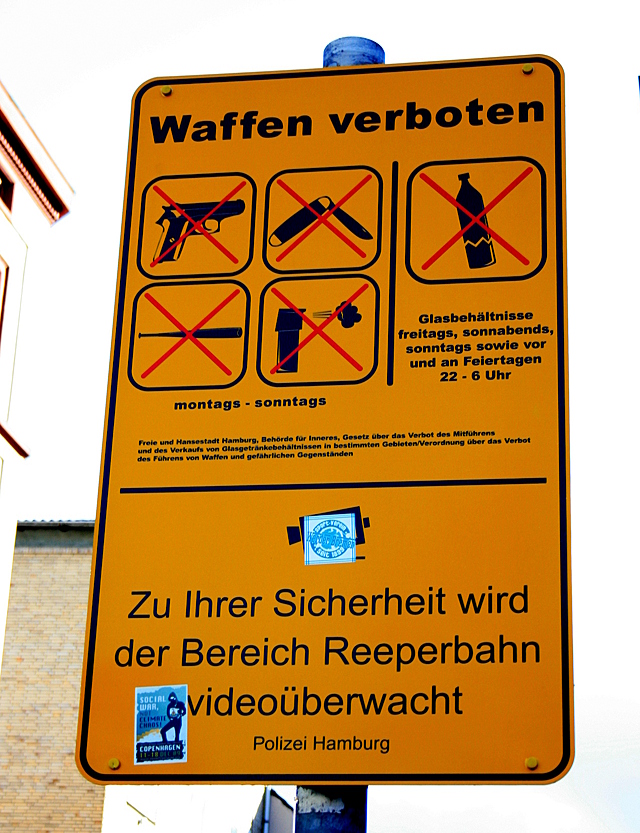 Waffen verboten
Glasbehältnisse
freitags, sonnabends,
sonntags sowie vor
und an Feiertagen
22 - 6 Uhr
montags - sonntags
Freie und Hansestadt Hamburg, Behörde für Inneres, Gesetz über das Verbot des Mitführens
und des Verkaufs von Glasgetränkebehältnissen in bestimmten Gebieten/Verordnung über das Verbot
des Führens von Waffen und gefährlichen Gegenständen
Zu Ihrer Sicherheit wird
der Bereich Reeperbahn
videoüberwacht
SOCIAL
WAR,
NOT
CLIMATE
CHAOS!
COPENHAGEN
Polizei Hamburg